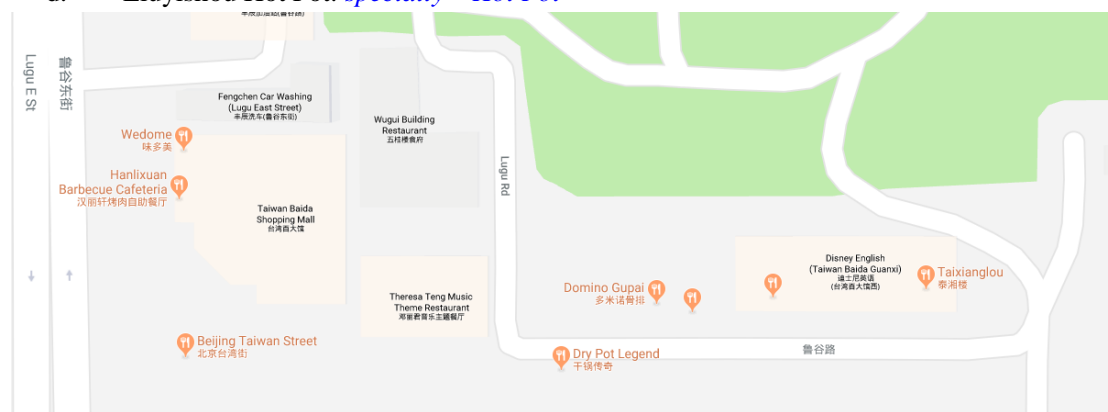 Lidyishou Hot Pot: specialty – Hot Pot
Lugu E St
鲁谷东街
Fengchen Car Washing
(Lugu East Street)
丰辰洗车(鲁谷东街)
Wugui Building
Restaurant
五桂楼食府
Wedome
味多美
Hanlixuan
Barbecue Cafeteria
汉丽轩烤肉自助餐厅
Lugu Rd
Taiwan Baida
Shopping Mall
台湾百大馆
Disney English
(Taiwan Baida Guanxi)
迪士尼英语
(台湾百大馆西)
Taixianglou
泰湘楼
Domino Gupai
多米诺骨排
Theresa Teng Music
Theme Restaurant
邓丽君音乐主题餐厅
Beijing Taiwan Street
北京台湾街
Dry Pot Legend
干锅传奇
鲁谷路